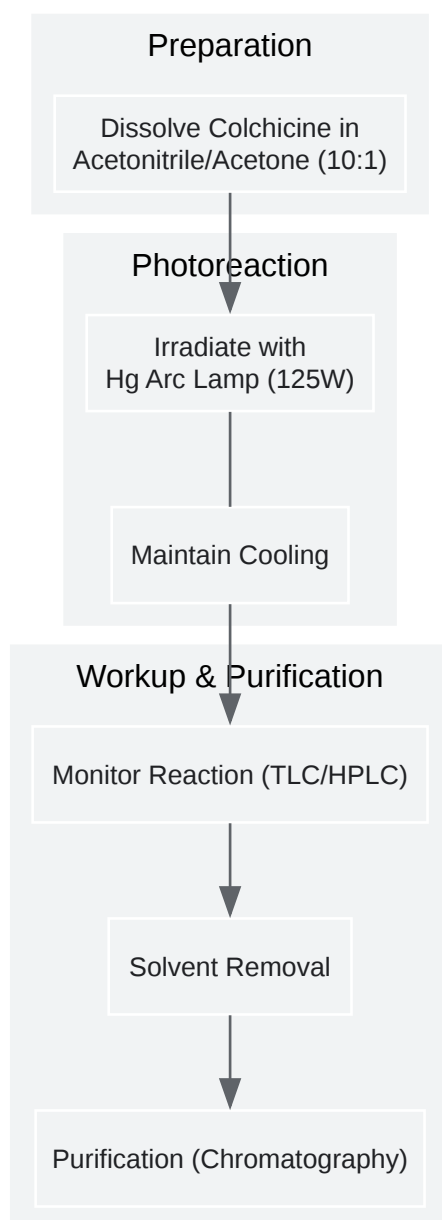 Preparation
Dissolve Colchicine in
Acetonitrile/Acetone (10:1)
Photoreaction
Irradiate with
Hg Arc Lamp (125W)
Maintain Cooling
Workup & Purification
Monitor Reaction (TLC/HPLC)
Solvent Removal
Purification (Chromatography)